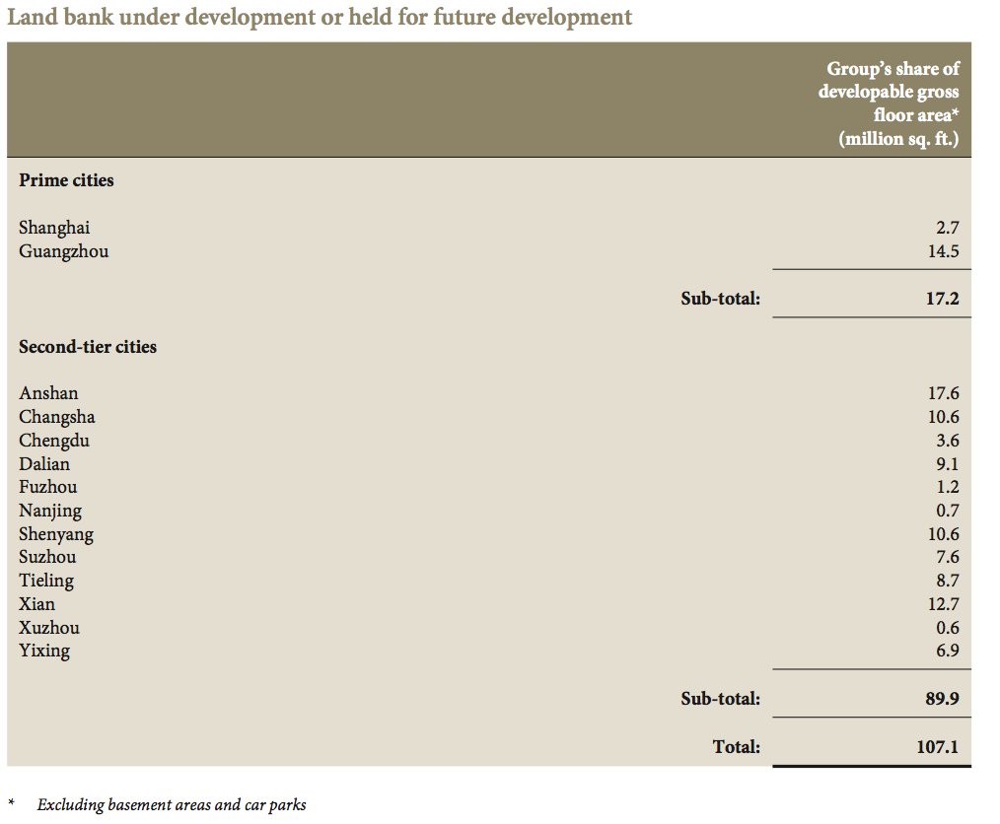 Land bank under development or held for future development
Group’s share of
developable gross
floor area*
(million sq. ft.)
Prime cities
Shanghai 2.7
Guangzhou 14.5
Sub-total: 17.2
Second-tier cities
Anshan 17.6
Changsha 10.6
Chengdu 3.6
Dalian 9.1
Fuzhou 1.2
Nanjing 0.7
Shenyang 10.6
Suzhou 7.6
Tieling 8.7
Xian 12.7
Xuzhou 0.6
Yixing 6.9
Sub-total: 89.9
Total: 107.1
* Excluding basement areas and car parks